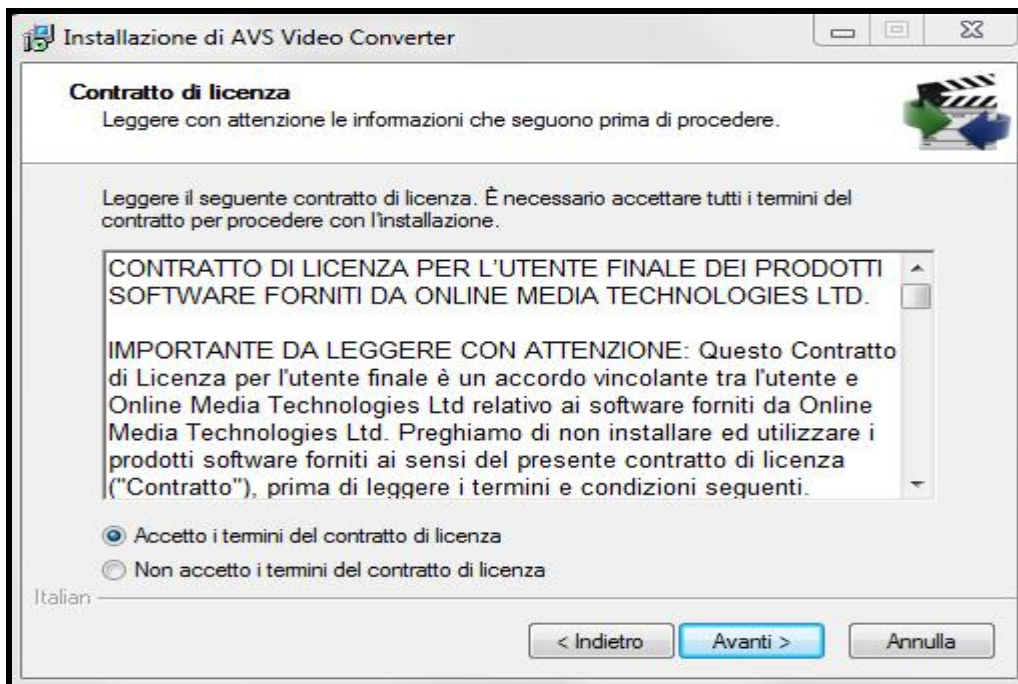 Installazione di AVS Video Converter
Contratto di licenza
Leggere con attenzione le informazioni che seguono prima di procedere.
Leggere il seguente contratto di licenza. È necessario accettare tutti i termini del
contratto per procedere con l'installazione.
CONTRATTO DI LICENZA PER L'UTENTE FINALE DEI PRODOTTI
SOFTWARE FORNITI DA ONLINE MEDIA TECHNOLOGIES LTD.
IMPORTANTE DA LEGGERE CON ATTENZIONE: Questo Contratto
di Licenza per l'utente finale è un accordo vincolante tra l'utente e
Online Media Technologies Ltd relativo ai software forniti da Online
Media Technologies Ltd. Preghiamo di non installare ed utilizzare i
prodotti software forniti ai sensi del presente contratto di licenza
("Contratto"), prima di leggere i termini e condizioni seguenti.
Accetto i termini del contratto di licenza
Non accetto i termini del contratto di licenza
Italian
< Indietro
Avanti >
Annulla